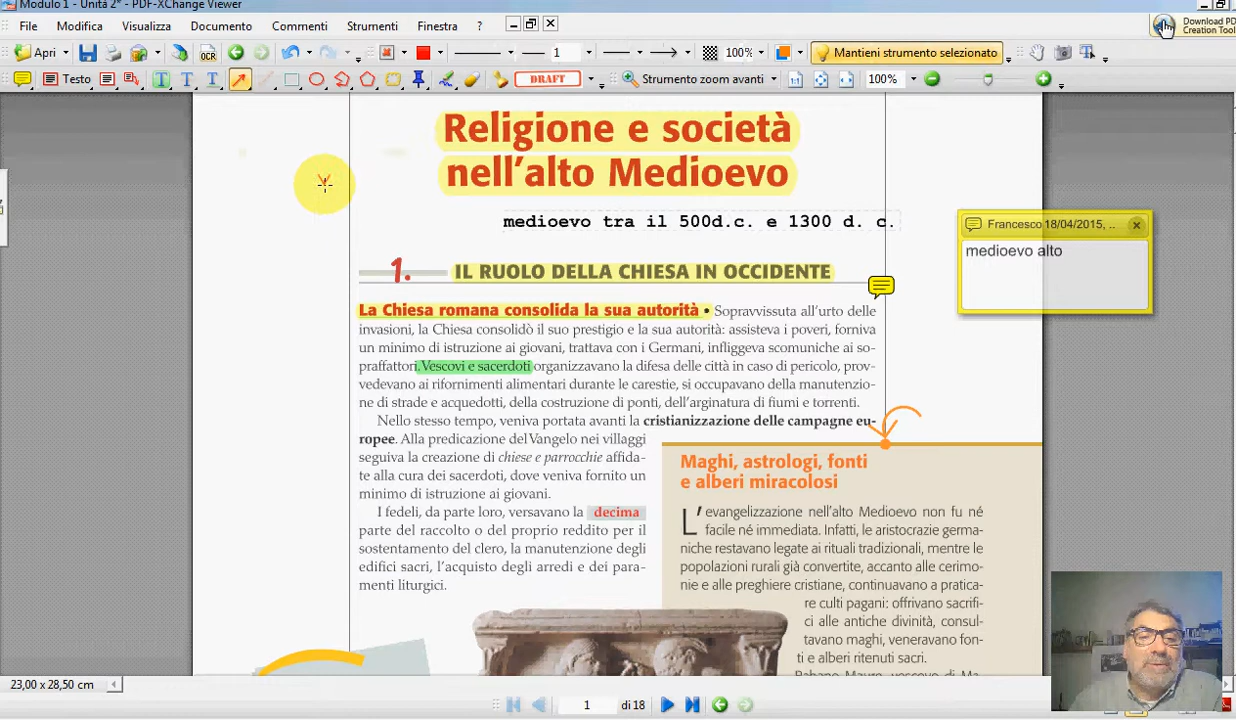 Modulo 1 - Unità 2* - PDF-XChange Viewer
File Modifica Visualizza Documento Commenti Strumenti Finestra ?
Download PD
Creation Tool
Apri OCR 1 100% Mantieni strumento selezionato
Testo DRAFT Strumento zoom avanti 100%
Religione e società
nell'alto Medioevo
medioevo tra il 500d.c. e 1300 d. c.
Francesco 18/04/2015, ..
medioevo alto
1. IL RUOLO DELLA CHIESA IN OCCIDENTE
La Chiesa romana consolida la sua autorità • Sopravvissuta all'urto delle
invasioni, la Chiesa consolidò il suo prestigio e la sua autorità: assisteva i poveri, forniva
un minimo di istruzione ai giovani, trattava con i Germani, infliggeva scomuniche ai so-
praffattori. Vescovi e sacerdoti organizzavano la difesa delle città in caso di pericolo, prov-
vedevano ai rifornimenti alimentari durante le carestie, si occupavano della manutenzio-
ne di strade e acquedotti, della costruzione di ponti, dell'arginatura di fiumi e torrenti.
Nello stesso tempo, veniva portata avanti la cristianizzazione delle campagne eu-
ropee. Alla predicazione del Vangelo nei villaggi
seguiva la creazione di chiese e parrocchie affida-
te alla cura dei sacerdoti, dove veniva fornito un
minimo di istruzione ai giovani.
I fedeli, da parte loro, versavano la decima
parte del raccolto o del proprio reddito per il
sostentamento del clero, la manutenzione degli
edifici sacri, l'acquisto degli arredi e dei para-
menti liturgici.
Maghi, astrologi, fonti
e alberi miracolosi
L'evangelizzazione nell'alto Medioevo non fu né
facile né immediata. Infatti, le aristocrazie germa-
niche restavano legate ai rituali tradizionali, mentre le
popolazioni rurali già convertite, accanto alle cerimo-
nie e alle preghiere cristiane, continuavano a pratica-
re culti pagani: offrivano sacrifi-
ci alle antiche divinità, consul-
tavano maghi, veneravano fon-
ti e alberi ritenuti sacri.
Rabano Mauro, vescovo di Ma-
23,00 x 28,50 cm
1 di 18